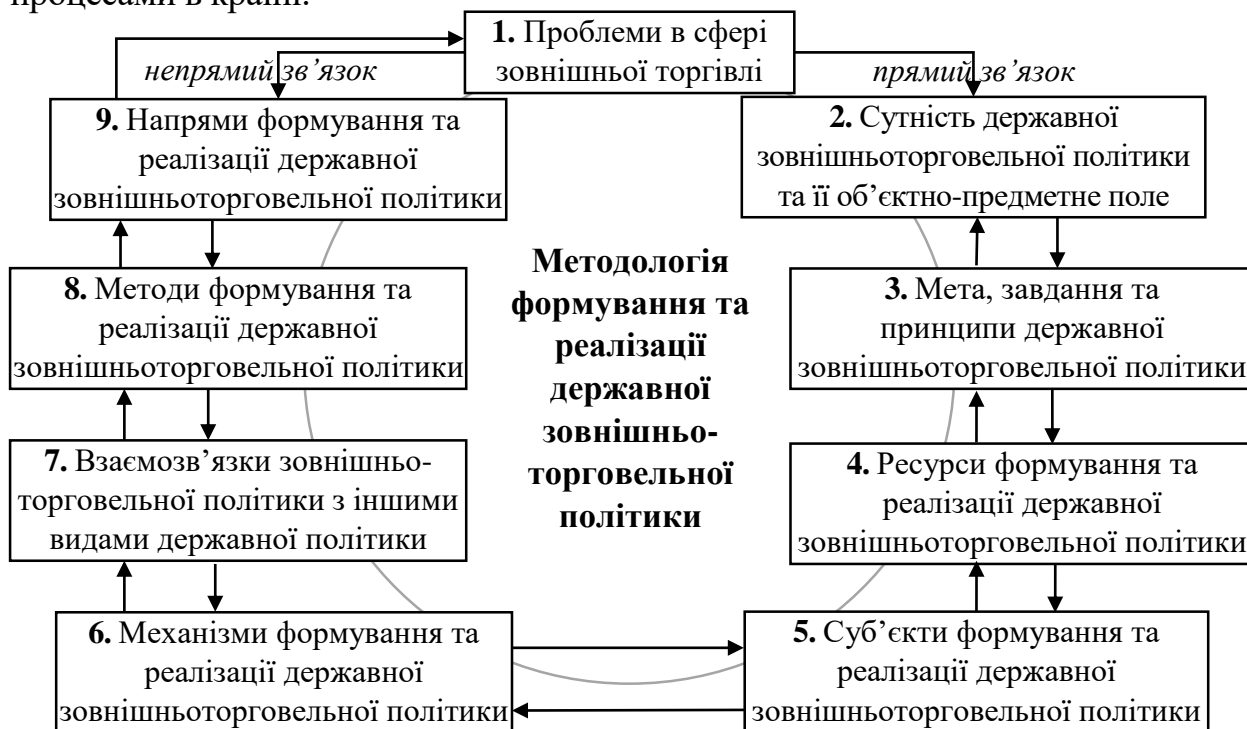 процесами в країні.
1. Проблеми в сфері
зовнішньої торгівлі
непрямий зв’язок
прямий зв’язок
9. Напрями формування та
реалізації державної
зовнішньоторговельної політики
2. Сутність державної
зовнішньоторговельної політики
та її об’єктно-предметне поле
8. Методи формування та
реалізації державної
зовнішньоторговельної політики
Методологія
формування та
реалізації
державної
зовнішньо-
торговельної
політики
3. Мета, завдання та
принципи державної
зовнішньоторговельної політики
7. Взаємозв’язки зовнішньо-
торговельної політики з іншими
видами державної політики
4. Ресурси формування та
реалізації державної
зовнішньоторговельної політики
6. Механізми формування та
реалізації державної
зовнішньоторговельної політики
5. Суб’єкти формування та
реалізації державної
зовнішньоторговельної політики